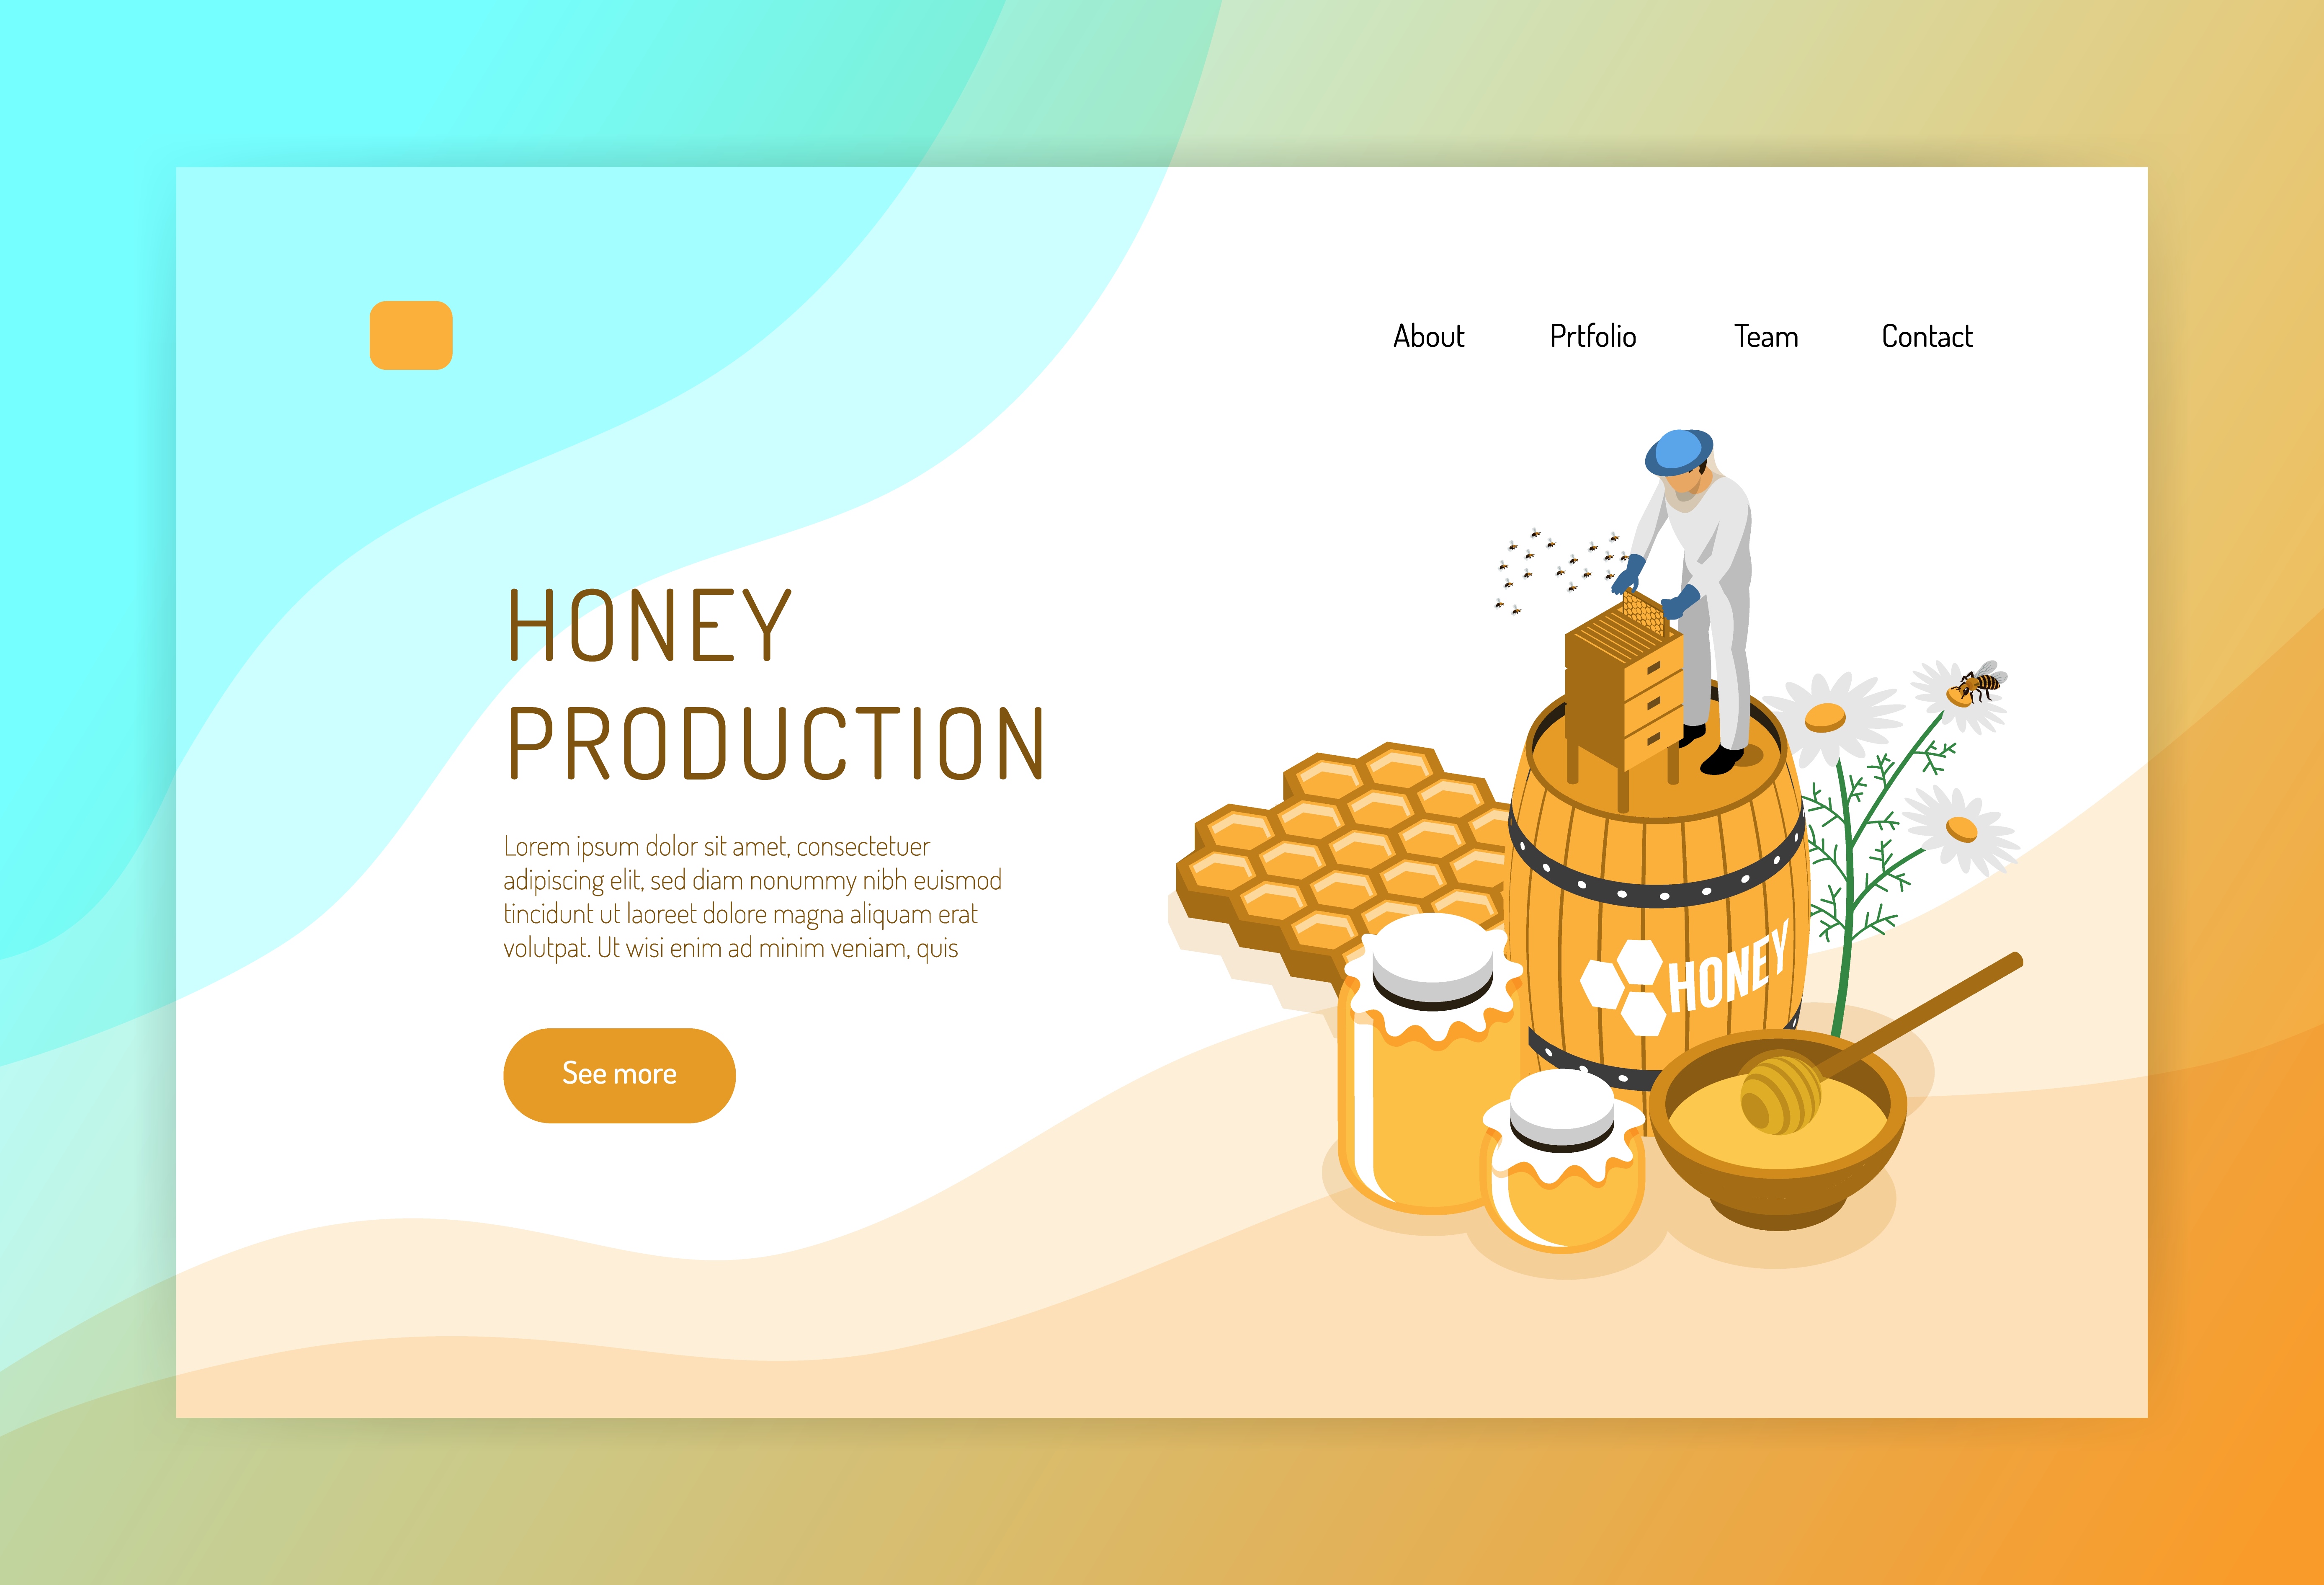 About Prtfolio Team Contact
HONEY
PRODUCTION
Lorem ipsum dolor sit amet, consectetuer
adipiscing elit, sed diam nonummy nibh euismod
tincidunt ut laoreet dolore magna aliquam erat
volutpat. Ut wisi enim ad minim veniam, quis
See more
HONEY